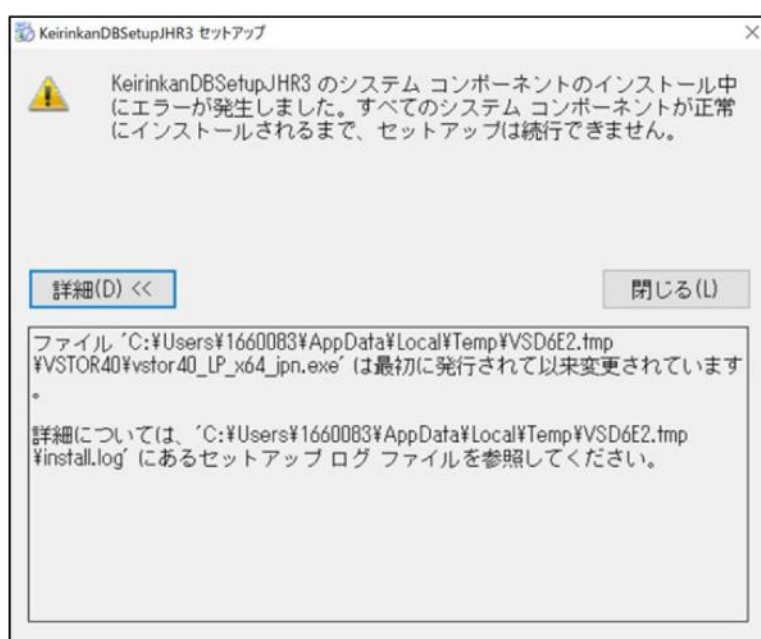 KeirinkanDBSetupJHR3 セットアップ
KeirinkanDBSetupJHR3 のシステム コンポーネントのインストール中
にエラーが発生しました。すべてのシステム コンポーネントが正常
にインストールされるまで、セットアップは続行できません。
詳細(D) <<
閉じる(L)
ファイル 'C:¥Users¥1660083¥AppData¥Local¥Temp¥VSD6E2.tmp
¥VSTOR40¥vstor40_LP_x64_jpn.exe' は最初に発行されて以来変更されています
。
詳細については、'C:¥Users¥1660083¥AppData¥Local¥Temp¥VSD6E2.tmp
¥install.log' にあるセットアップ ログ ファイルを参照してください。